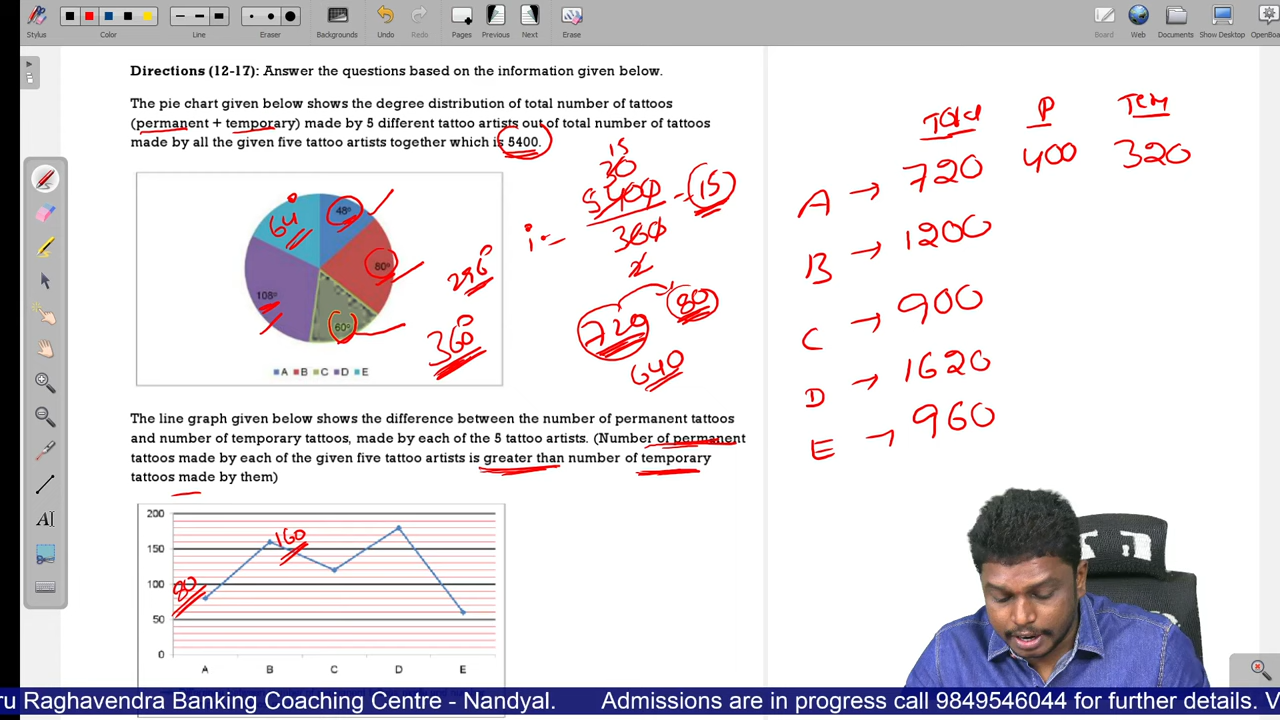 Stylus
Color
Line
Eraser
Backgrounds
Undo
Redo
Pages
Previous
Next
Erase
Board
Web
Documents
Show Desktop
OpenBoa
Directions (12-17): Answer the questions based on the information given below.
The pie chart given below shows the degree distribution of total number of tattoos
(permanent + temporary) made by 5 different tattoo artists out of total number of tattoos
made by all the given five tattoo artists together which is 5400.
48°
80°
60°
108°
64°
A B C D E
296°
360°
15
30
i :- 5400 = 15
360
2
720 80
640
The line graph given below shows the difference between the number of permanent tattoos
and number of temporary tattoos, made by each of the 5 tattoo artists. (Number of permanent
tattoos made by each of the given five tattoo artists is greater than number of temporary
tattoos made by them)
200
150
100
50
0
80
160
A B C D E
Total P Tem
A → 720 400 320
B → 1200
C → 900
D → 1620
E → 960
ru Raghavendra Banking Coaching Centre - Nandyal. Admissions are in progress call 9849546044 for further details. V